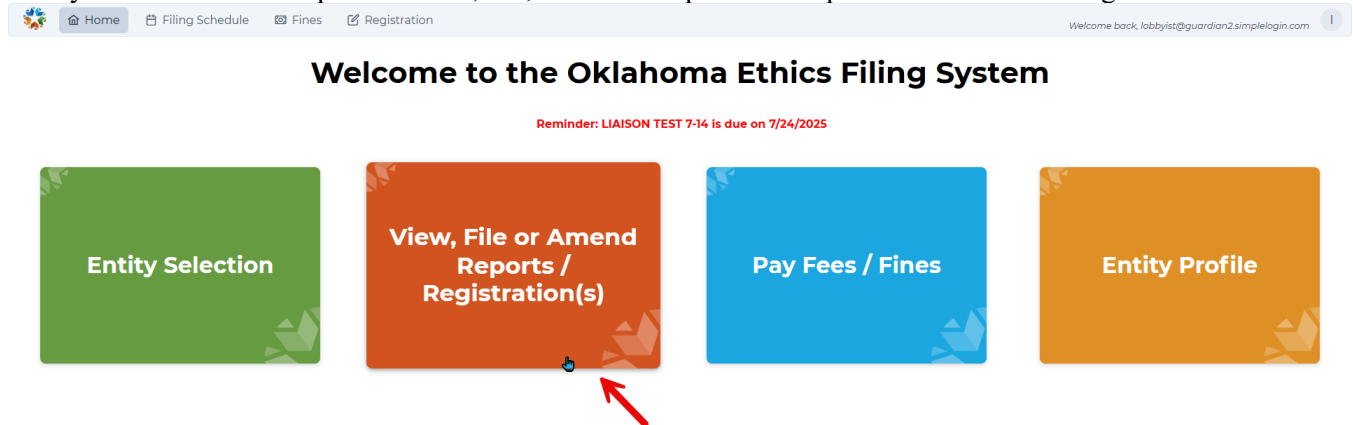 Home
Filing Schedule
Fines
Registration
Welcome back, lobbyist@guardian2.simplelogin.com
l
Welcome to the Oklahoma Ethics Filing System
Reminder: LIAISON TEST 7-14 is due on 7/24/2025
Entity Selection
View, File or Amend
Reports /
Registration(s)
Pay Fees / Fines
Entity Profile